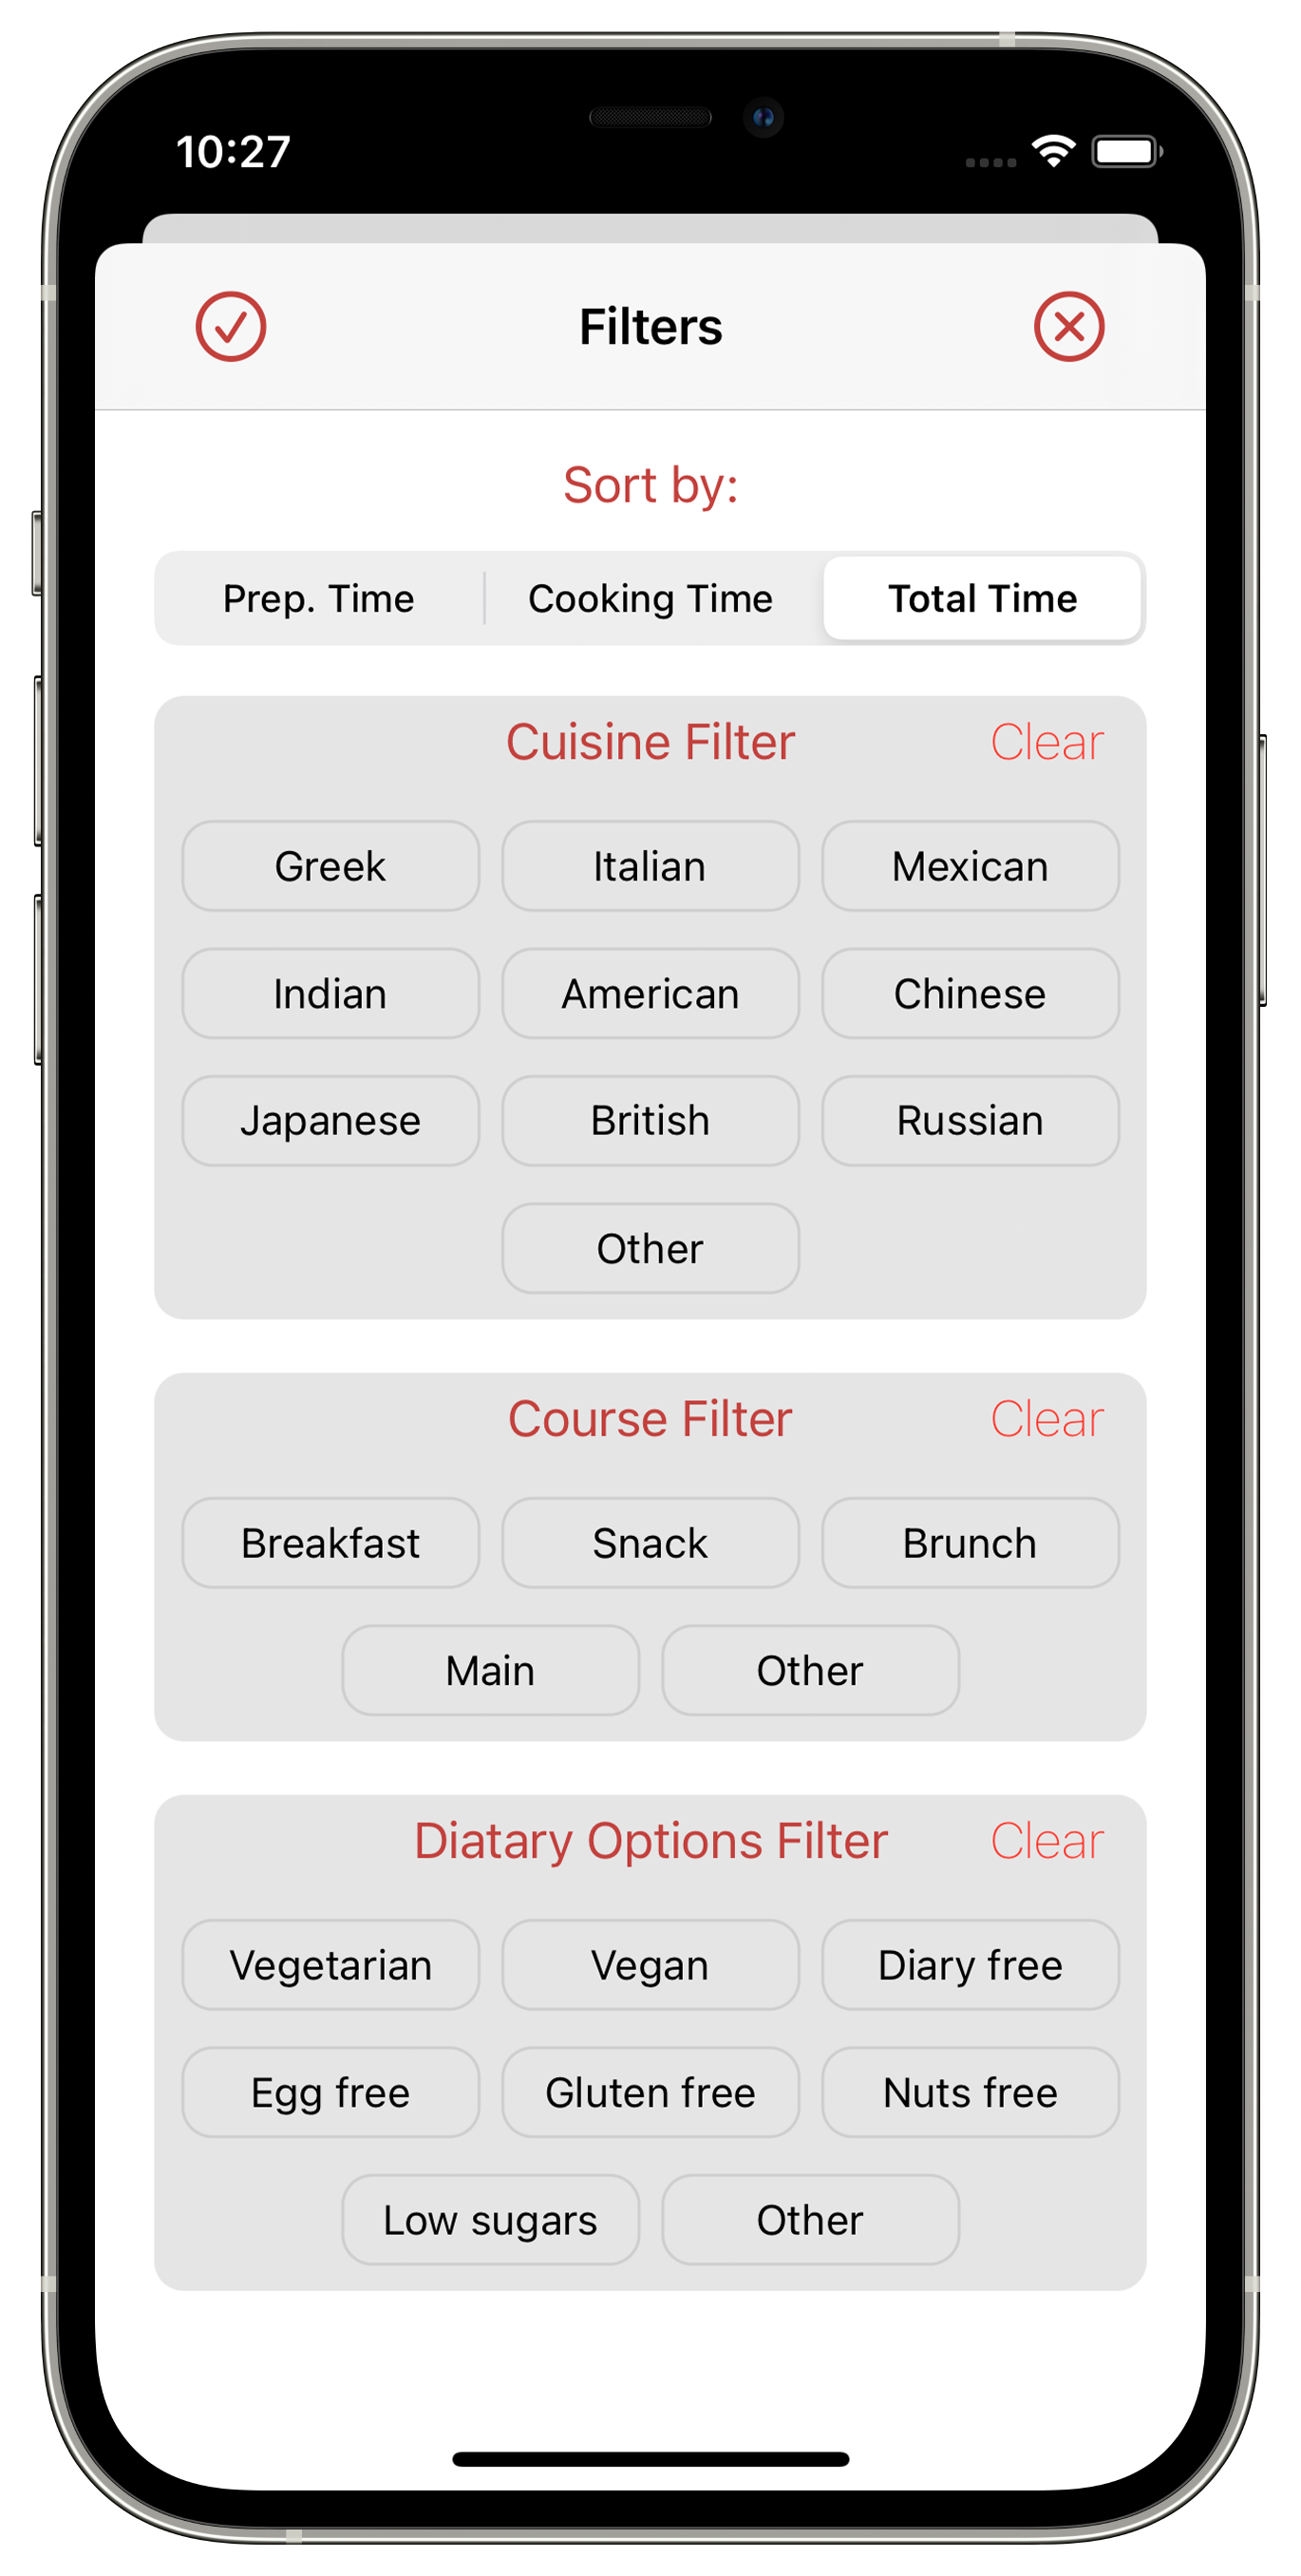 10:27
Filters
Sort by:
Prep. Time Cooking Time Total Time
Cuisine Filter Clear
Greek Italian Mexican
Indian American Chinese
Japanese British Russian
Other
Course Filter Clear
Breakfast Snack Brunch
Main Other
Diatary Options Filter Clear
Vegetarian Vegan Diary free
Egg free Gluten free Nuts free
Low sugars Other